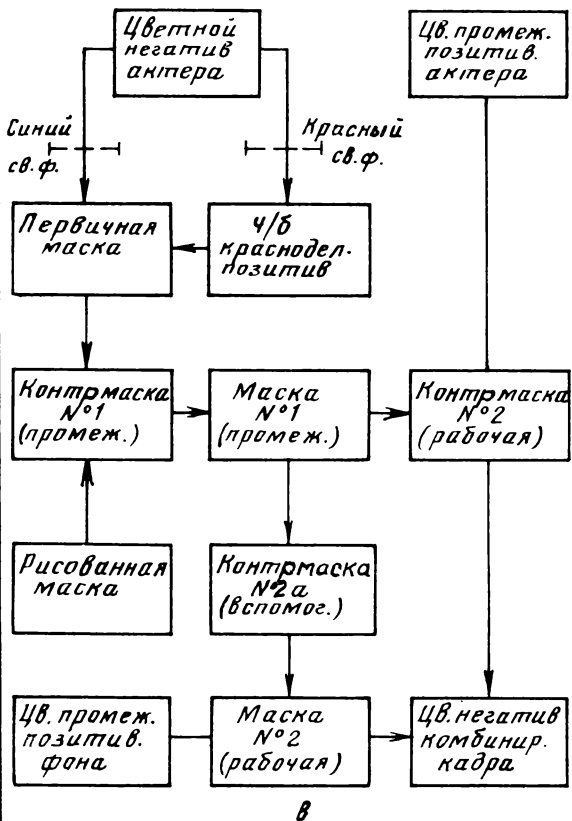 Цветной
негатив
актера
Цв. промеж.
позитив.
актера
Синий
св. ф.
Красный
св. ф.
Первичная
маска
ч/б
краснодел-
позитив
Контрмаска
№1
(промеж.)
Маска
№1
(промеж.)
Контрмаска
№2
(рабочая)
Рисованная
маска
Контрмаска
№2а
(вспомог.)
Цв. промеж.
позитив.
фона
Маска
№2
(рабочая)
Цв. негатив
комбинир.
кадра
в